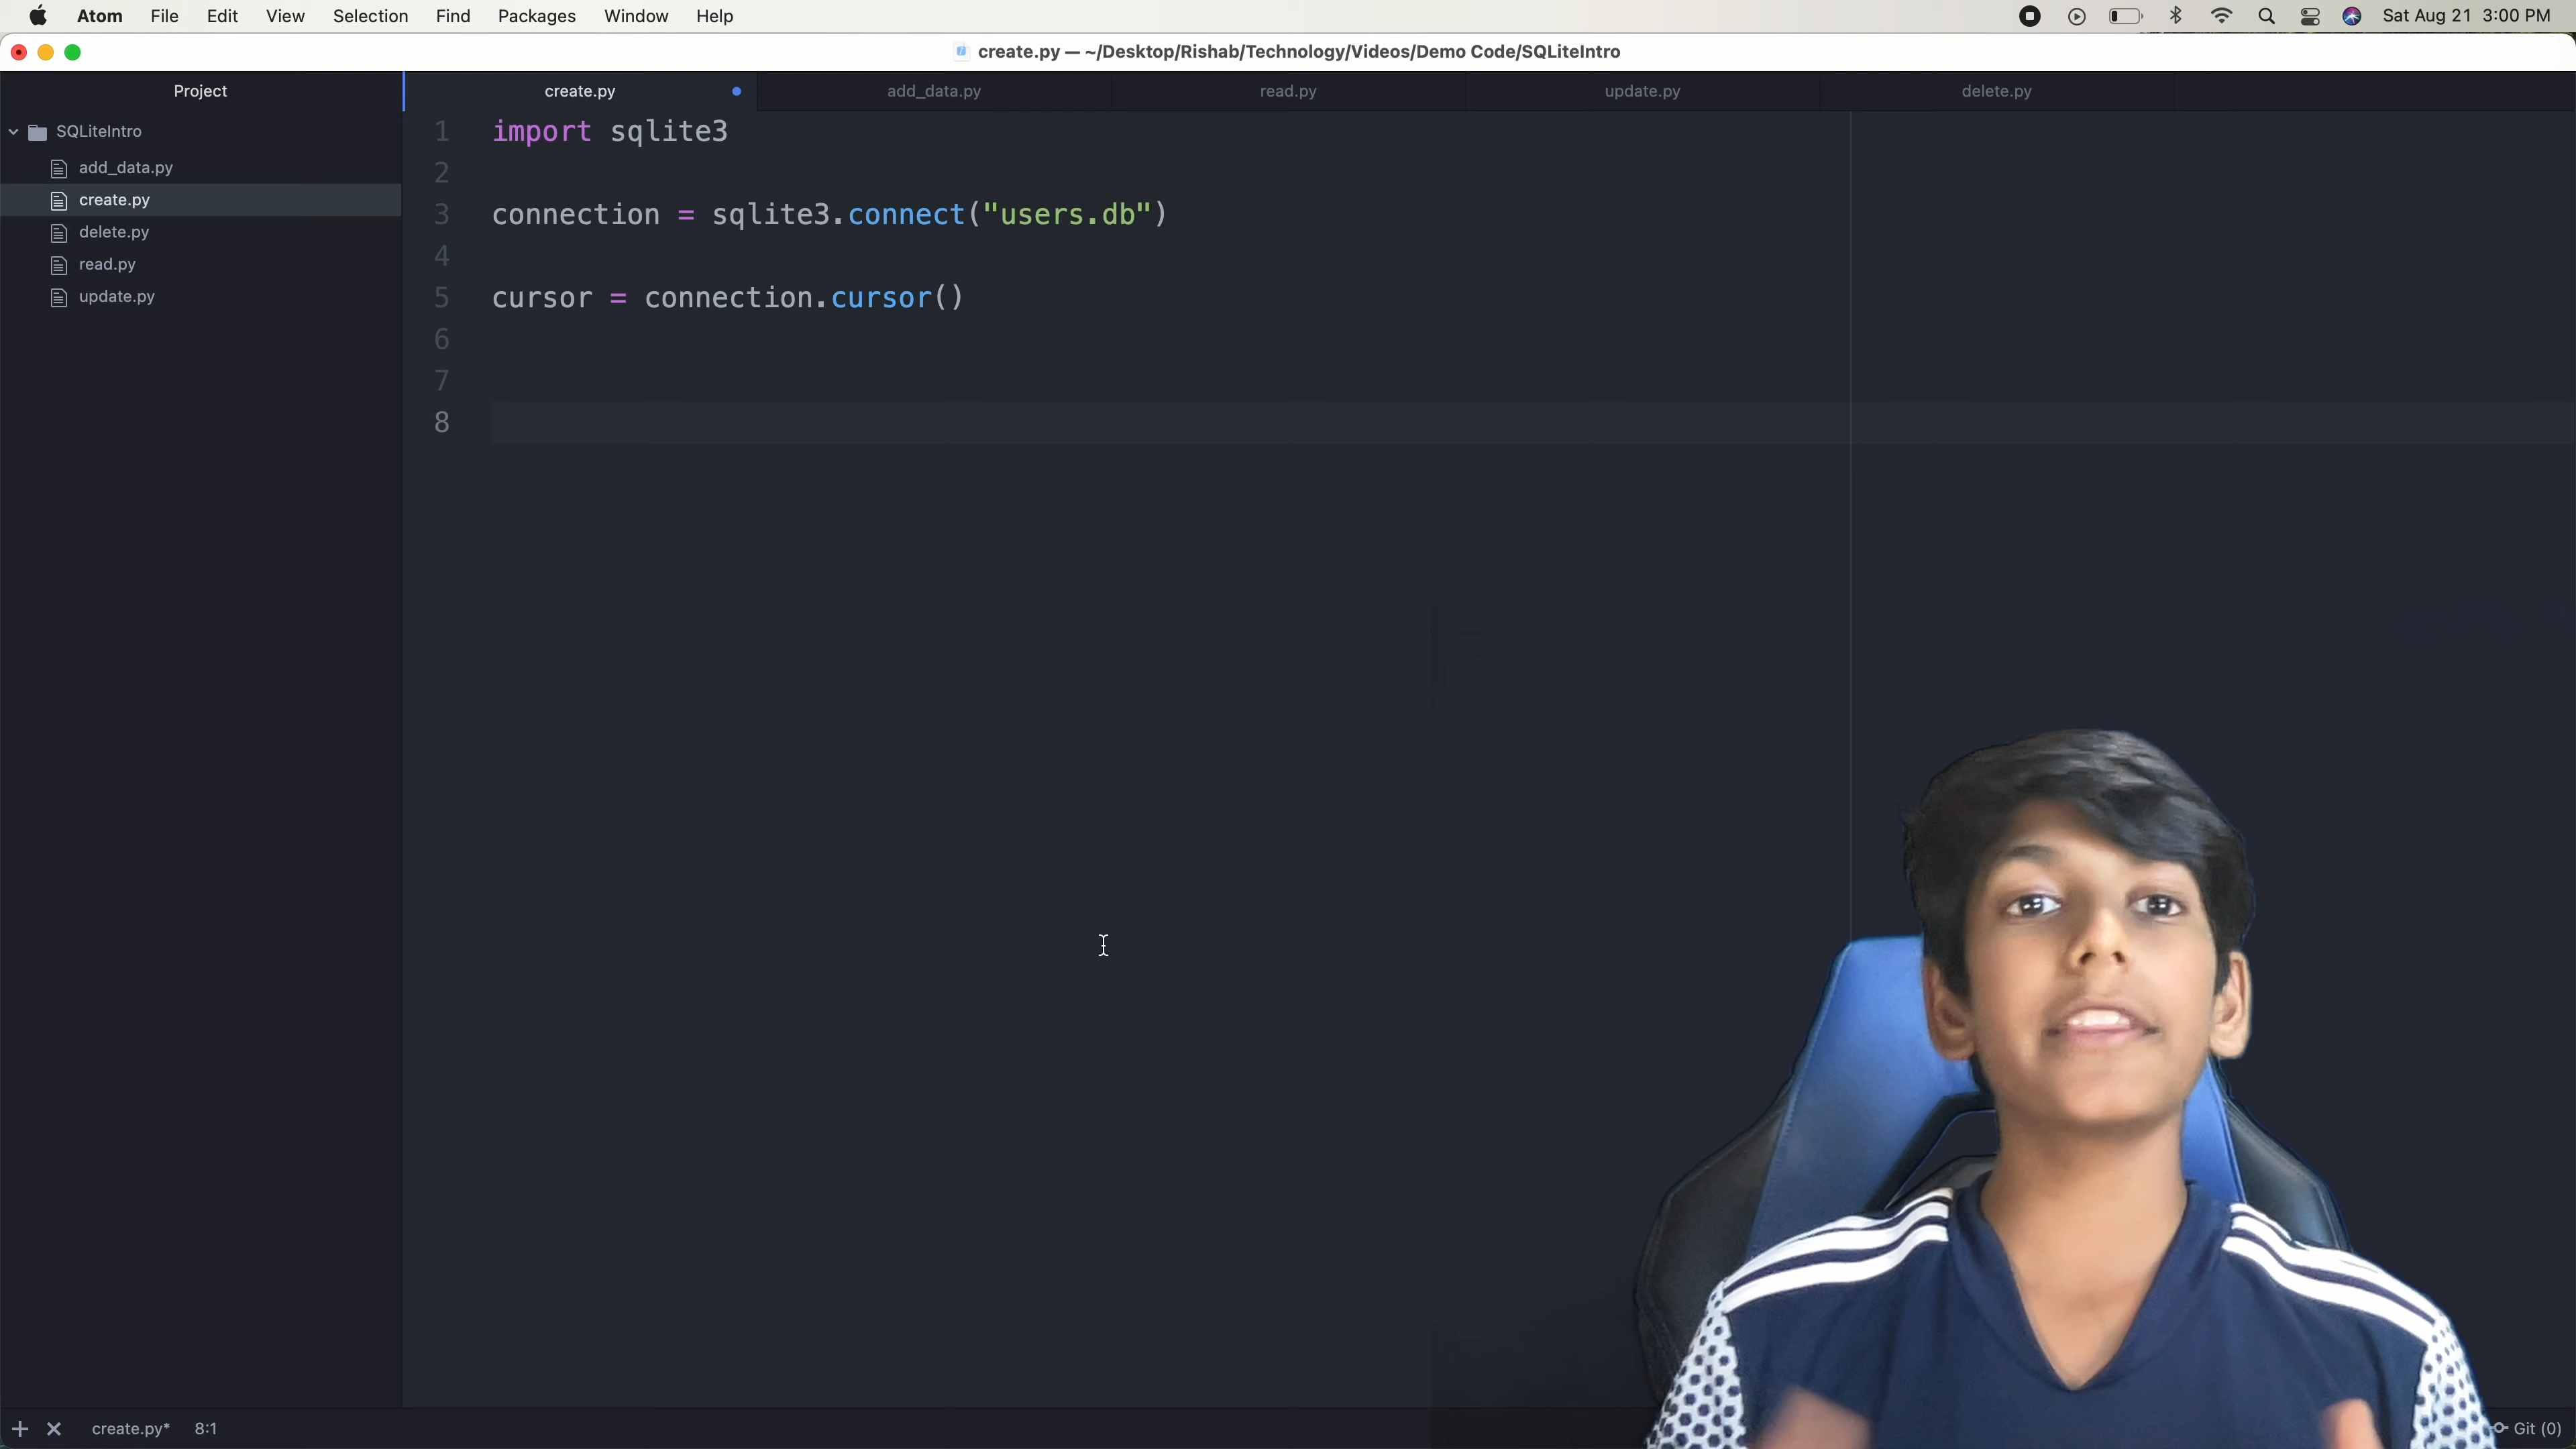 Atom File Edit View Selection Find Packages Window Help Sat Aug 21 3:00 PM
create.py — ~/Desktop/Rishab/Technology/Videos/Demo Code/SQLiteIntro
Project create.py add_data.py read.py update.py delete.py
SQLiteIntro
add_data.py
create.py
delete.py
read.py
update.py
1 import sqlite3
2
3 connection = sqlite3.connect("users.db")
4
5 cursor = connection.cursor()
6
7
8
create.py* 8:1 Git (0)